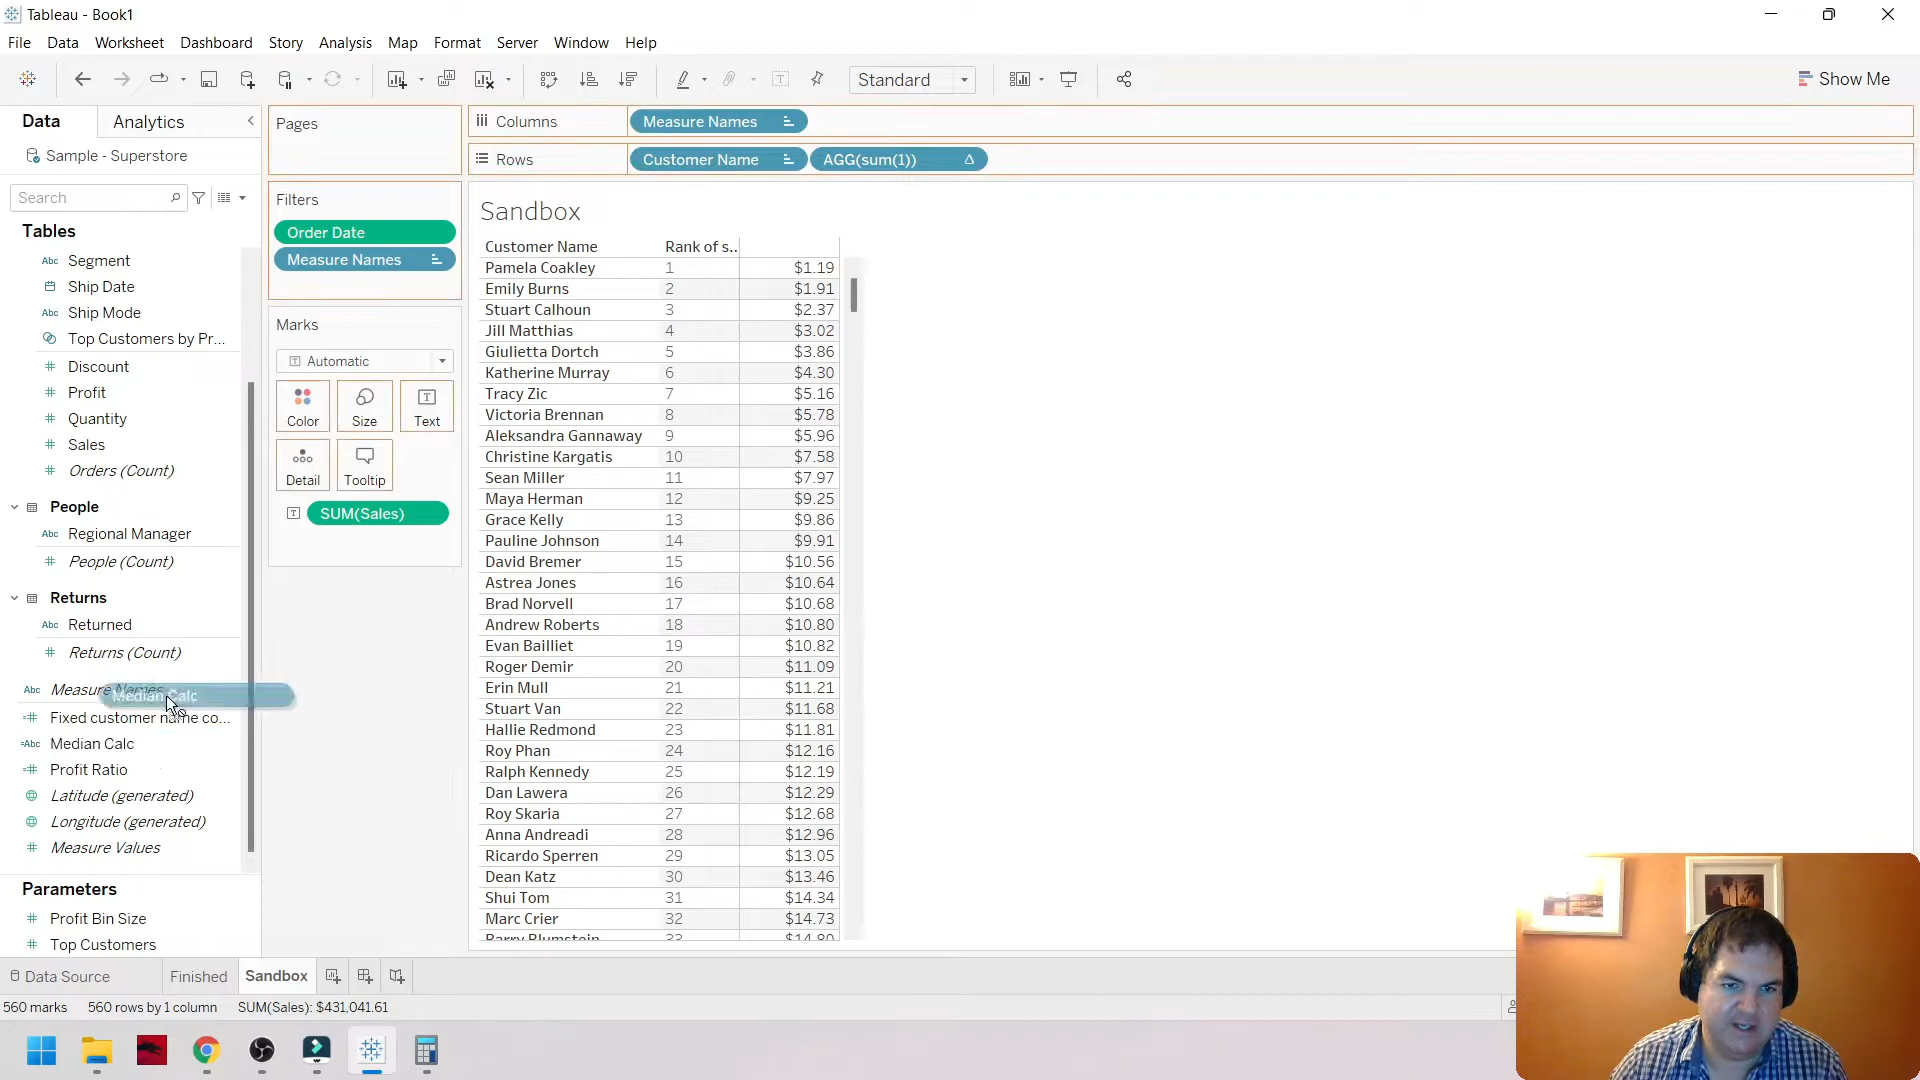 Tableau - Book1
File Data Worksheet Dashboard Story Analysis Map Format Server Window Help
Standard
Show Me
Data Analytics
Sample - Superstore
Search
Tables
Abc Segment
Ship Date
Abc Ship Mode
Top Customers by Pr...
# Discount
# Profit
# Quantity
# Sales
# Orders (Count)
People
Abc Regional Manager
# People (Count)
Returns
Abc Returned
# Returns (Count)
Abc Measure Names
Median Calc
=# Fixed customer name co...
=Abc Median Calc
=# Profit Ratio
Latitude (generated)
Longitude (generated)
# Measure Values
Parameters
# Profit Bin Size
# Top Customers
Pages
Filters
Order Date
Measure Names
Marks
Automatic
Color Size Text
Detail Tooltip
SUM(Sales)
Columns Measure Names
Rows Customer Name AGG(sum(1)) Δ
Sandbox
Customer Name Rank of s..
Pamela Coakley 1 $1.19
Emily Burns 2 $1.91
Stuart Calhoun 3 $2.37
Jill Matthias 4 $3.02
Giulietta Dortch 5 $3.86
Katherine Murray 6 $4.30
Tracy Zic 7 $5.16
Victoria Brennan 8 $5.78
Aleksandra Gannaway 9 $5.96
Christine Kargatis 10 $7.58
Sean Miller 11 $7.97
Maya Herman 12 $9.25
Grace Kelly 13 $9.86
Pauline Johnson 14 $9.91
David Bremer 15 $10.56
Astrea Jones 16 $10.64
Brad Norvell 17 $10.68
Andrew Roberts 18 $10.80
Evan Bailliet 19 $10.82
Roger Demir 20 $11.09
Erin Mull 21 $11.21
Stuart Van 22 $11.68
Hallie Redmond 23 $11.81
Roy Phan 24 $12.16
Ralph Kennedy 25 $12.19
Dan Lawera 26 $12.29
Roy Skaria 27 $12.68
Anna Andreadi 28 $12.96
Ricardo Sperren 29 $13.05
Dean Katz 30 $13.46
Shui Tom 31 $14.34
Marc Crier 32 $14.73
Barry Blumstein 33 $14.80
Data Source Finished Sandbox
560 marks 560 rows by 1 column SUM(Sales): $431,041.61